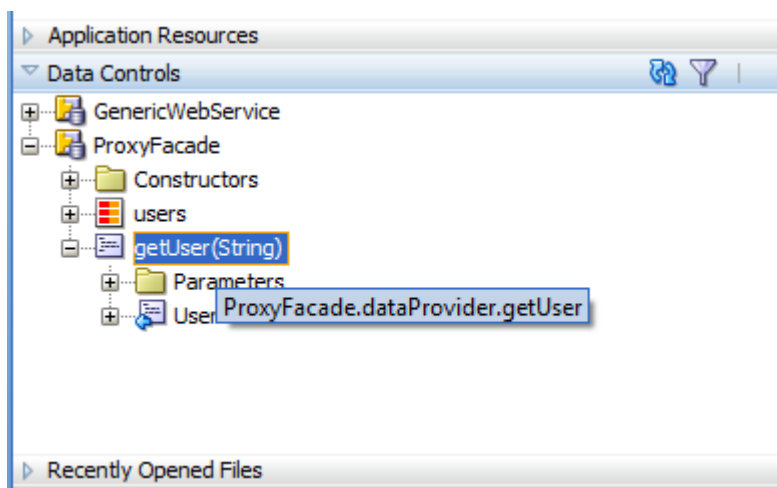 Application Resources
Data Controls
GenericWebService
ProxyFacade
Constructors
users
getUser(String)
Parameters
User
ProxyFacade.dataProvider.getUser
Recently Opened Files